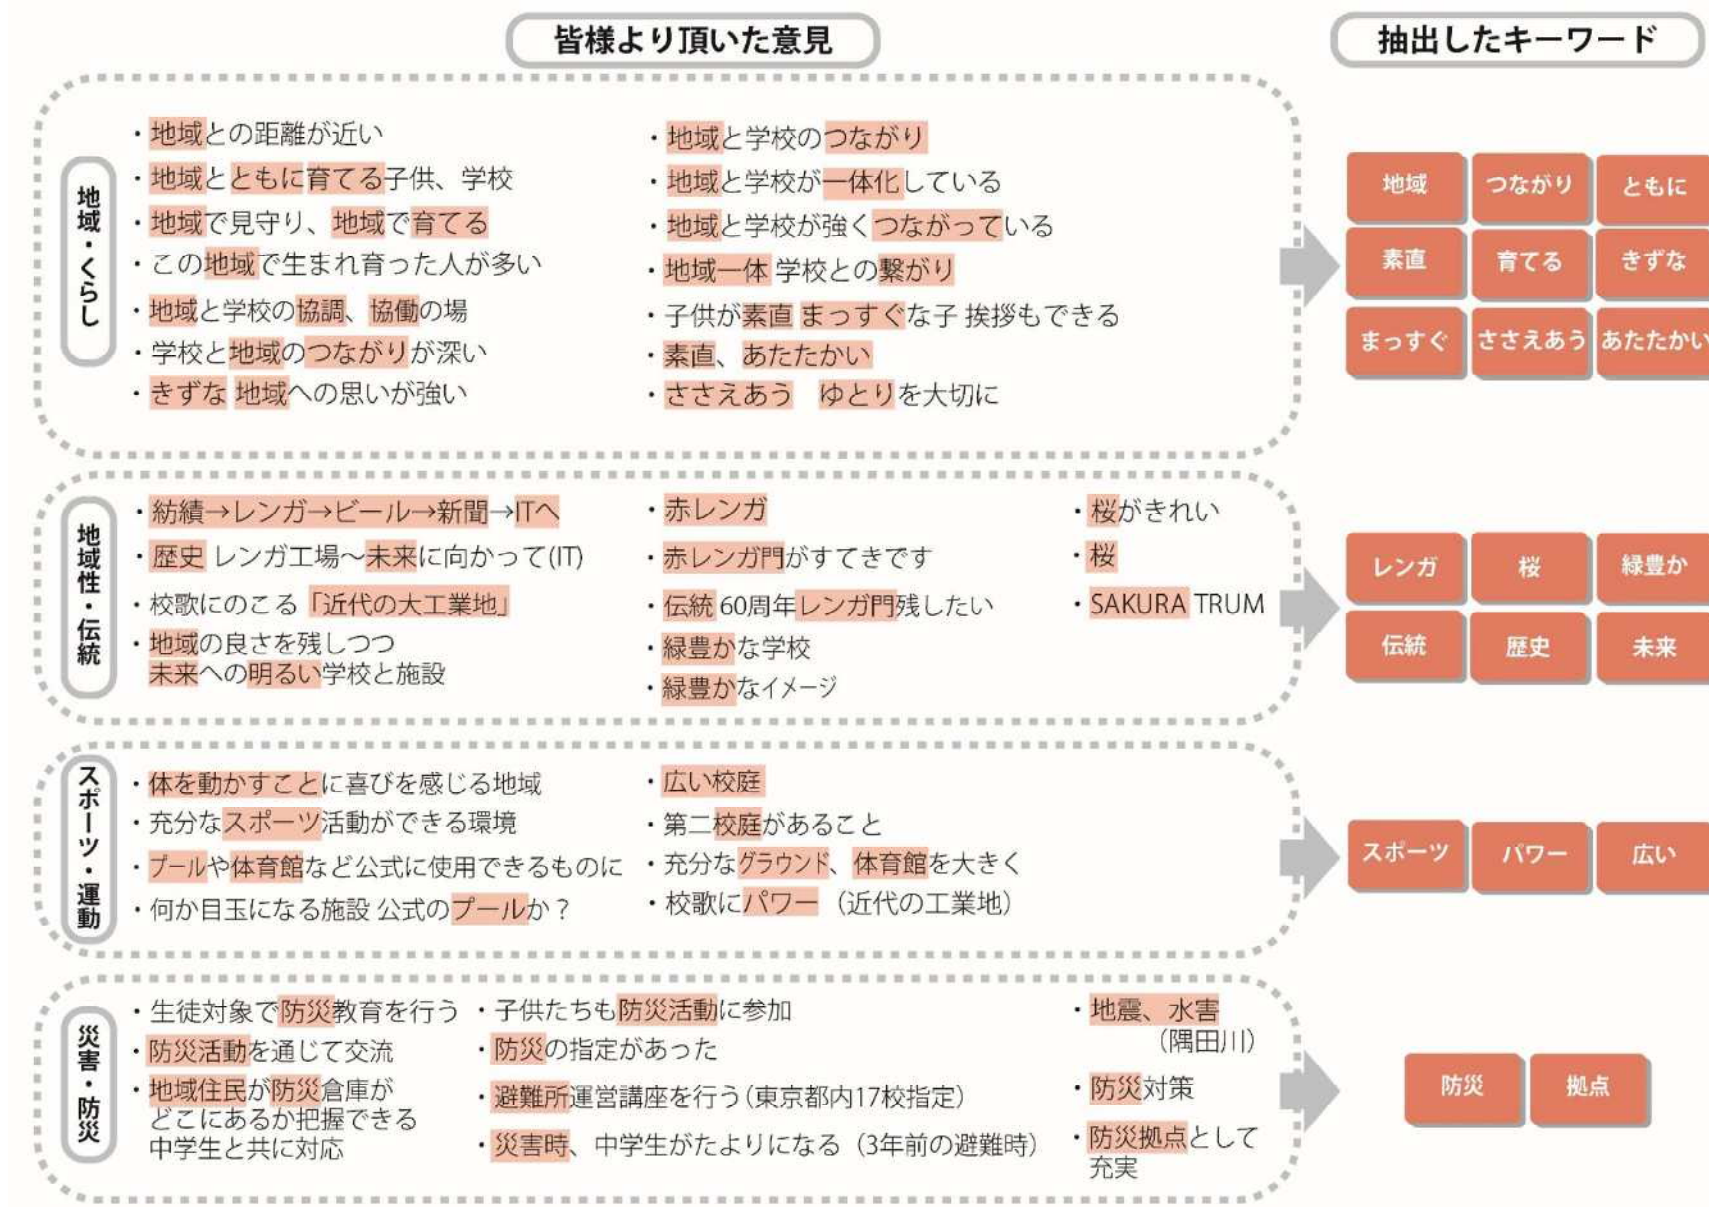 皆様より頂いた意見
抽出したキーワード
地域・くらし
・地域との距離が近い
・地域とともに育てる子供、学校
・地域で見守り、地域で育てる
・この地域で生まれ育った人が多い
・地域と学校の協調、協働の場
・学校と地域のつながりが深い
・きずな 地域への思いが強い
・地域と学校のつながり
・地域と学校が一体化している
・地域と学校が強くつながっている
・地域一体 学校との繋がり
・子供が素直 まっすぐな子 挨拶もできる
・素直、あたたかい
・ささえあう　ゆとりを大切に
地域
つながり
ともに
素直
育てる
きずな
まっすぐ
ささえあう
あたたかい
地域性・伝統
・紡績→レンガ→ビール→新聞→ITへ
・歴史 レンガ工場～未来に向かって(IT)
・校歌にのこる「近代の大工業地」
・地域の良さを残しつつ
未来への明るい学校と施設
・赤レンガ
・赤レンガ門がすてきです
・伝統 60周年レンガ門残したい
・緑豊かな学校
・緑豊かなイメージ
・桜がきれい
・桜
・SAKURA TRUM
レンガ
桜
緑豊か
伝統
歴史
未来
スポーツ・運動
・体を動かすことに喜びを感じる地域
・充分なスポーツ活動ができる環境
・プールや体育館など公式に使用できるものに
・何か目玉になる施設 公式のプールか？
・広い校庭
・第二校庭があること
・充分なグラウンド、体育館を大きく
・校歌にパワー（近代の工業地）
スポーツ
パワー
広い
災害・防災
・生徒対象で防災教育を行う
・防災活動を通じて交流
・地域住民が防災倉庫が
どこにあるか把握できる
中学生と共に対応
・子供たちも防災活動に参加
・防災の指定があった
・避難所運営講座を行う（東京都内17校指定）
・災害時、中学生がたよりになる（3年前の避難時）
・地震、水害
（隅田川）
・防災対策
・防災拠点として
充実
防災
拠点